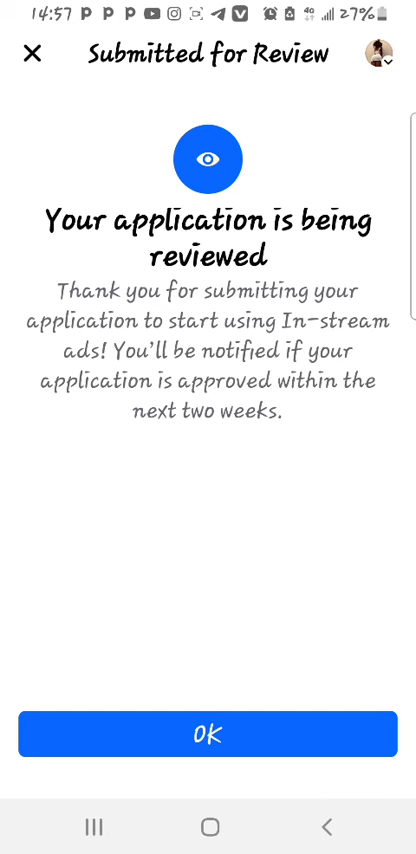 14:57
4G
27%
Submitted for Review
Your application is being
reviewed
Thank you for submitting your
application to start using In-stream
ads! You'll be notified if your
application is approved within the
next two weeks.
OK